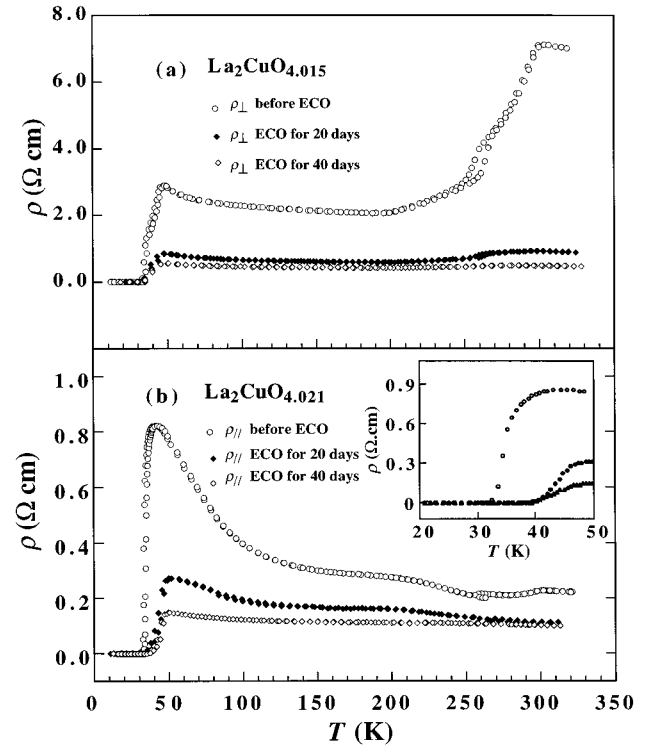 8.0
(a) La₂CuO₄.₀₁₅
○ ρ⊥ before ECO
◆ ρ⊥ ECO for 20 days
◇ ρ⊥ ECO for 40 days
6.0
4.0
2.0
0.0
ρ (Ω cm)
1.0
(b) La₂CuO₄.₀₂₁
○ ρ// before ECO
◆ ρ// ECO for 20 days
◇ ρ// ECO for 40 days
0.8
0.6
0.4
0.2
0.0
ρ (Ω cm)
0.9
0.3
0
ρ (Ω.cm)
20 30 40 50
T (K)
0 50 100 150 200 250 300 350
T (K)